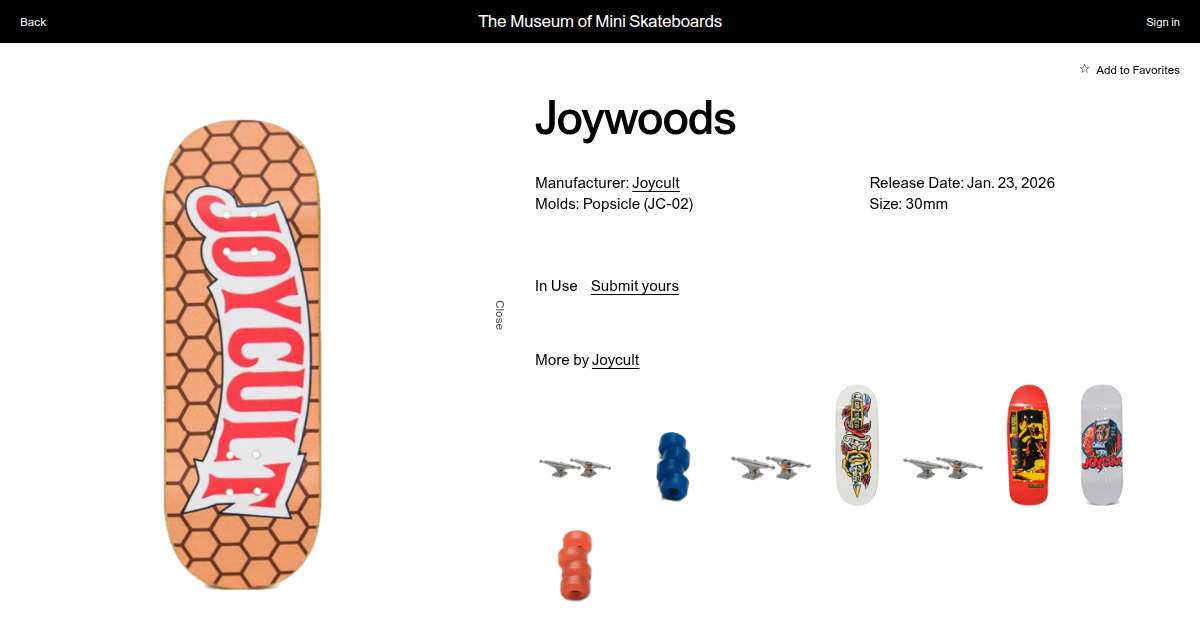 Back
The Museum of Mini Skateboards
Sign in
☆ Add to Favorites
Joywoods
Manufacturer: Joycult
Release Date: Jan. 23, 2026
Molds: Popsicle (JC-02)
Size: 30mm
In Use Submit yours
Close
More by Joycult
JOYCULT
Joycult